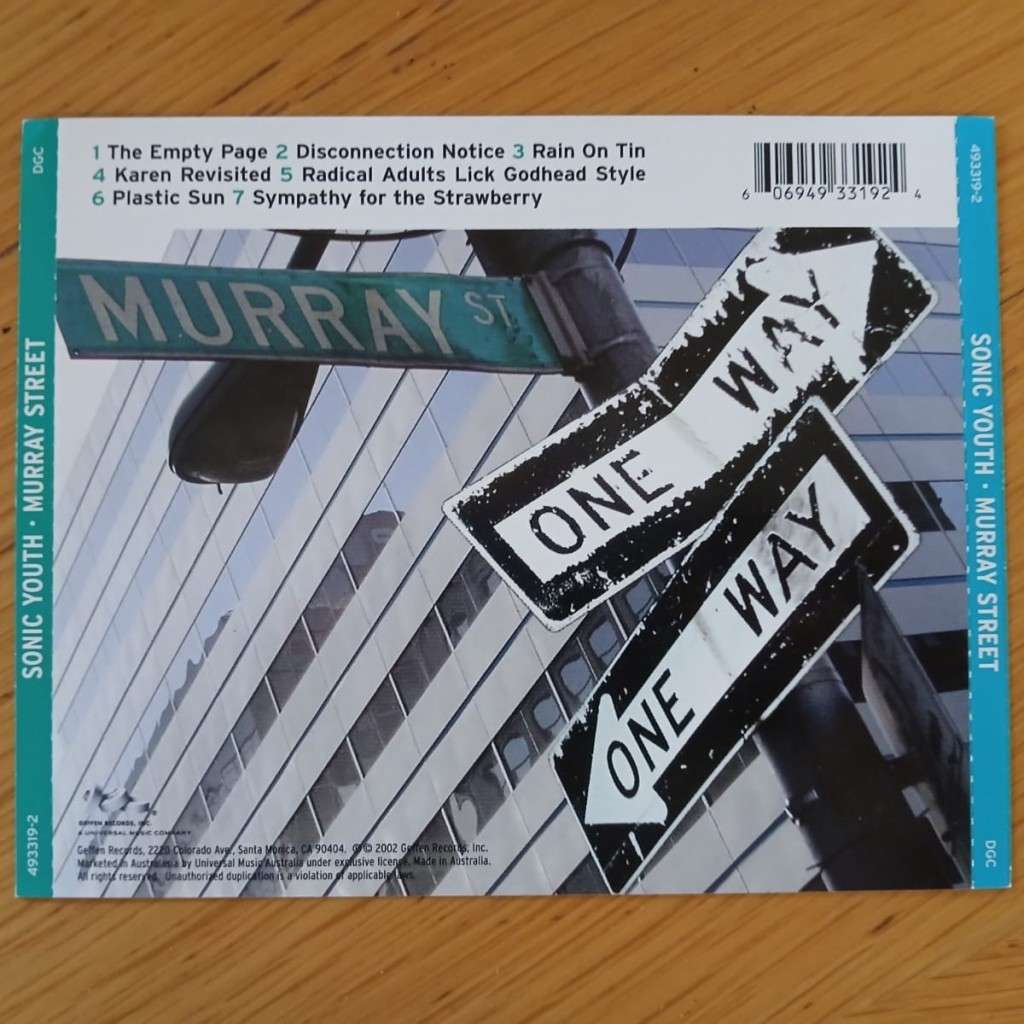 1 The Empty Page 2 Disconnection Notice 3 Rain On Tin
4 Karen Revisited 5 Radical Adults Lick Godhead Style
6 Plastic Sun 7 Sympathy for the Strawberry
6 06949 33192 4
DGC
SONIC YOUTH · MURRAY STREET
493319-2
MURRAY ST.
ONE WAY
ONE WAY
GEFFEN RECORDS, INC.
A UNIVERSAL MUSIC COMPANY
Geffen Records, 2220 Colorado Ave., Santa Monica, CA 90404. ℗© 2002 Geffen Records, Inc.
Marketed in Australasia by Universal Music Australia under exclusive license. Made in Australia.
All rights reserved. Unauthorized duplication is a violation of applicable laws.
493319-2
SONIC YOUTH · MURRAY STREET
DGC